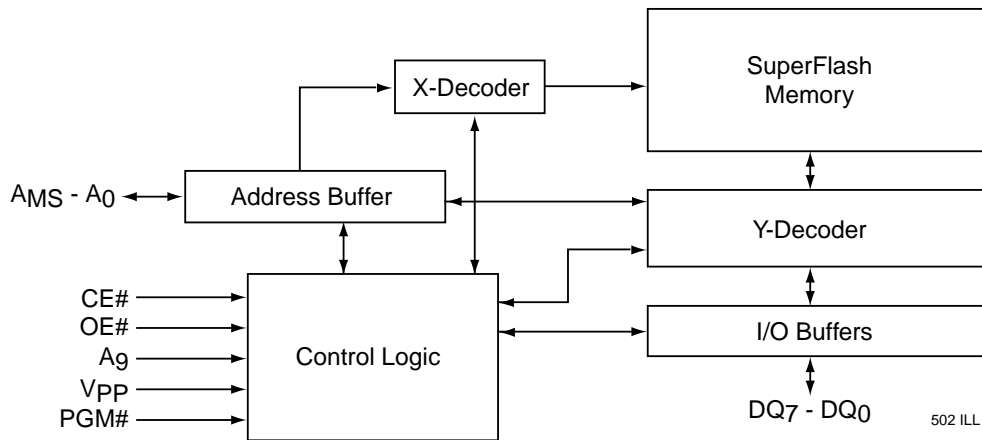 SuperFlash
Memory
X-Decoder
AMS - A0
Address Buffer
Y-Decoder
CE#
OE#
A9
VPP
PGM#
Control Logic
I/O Buffers
DQ7 - DQ0
502 ILL